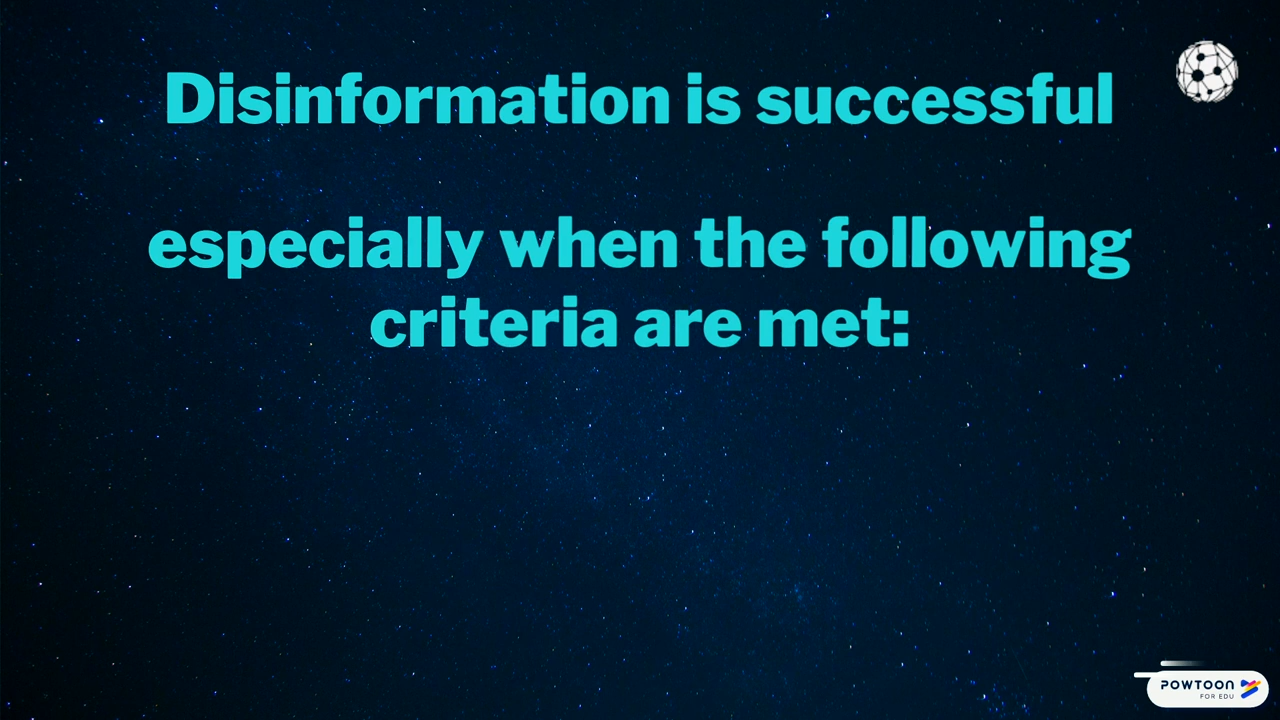 Disinformation is successful
especially when the following
criteria are met:
POWTOON
FOR EDU